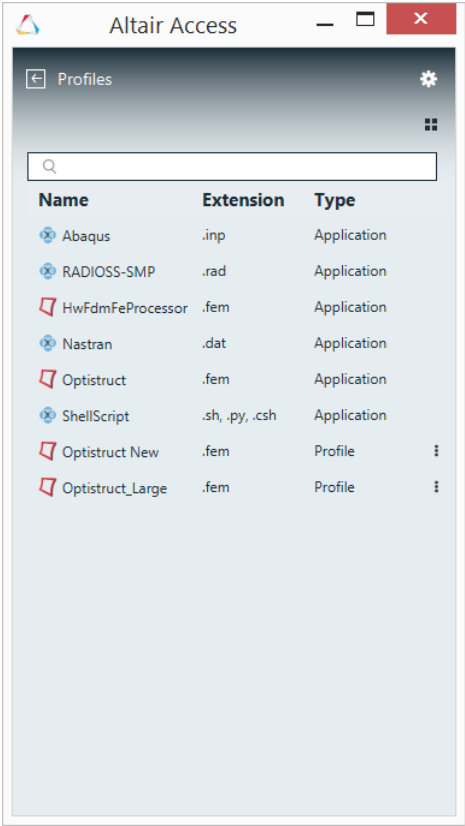 Altair Access
Profiles
Name Extension Type
Abaqus .inp Application
RADIOSS-SMP .rad Application
HwFdmFeProcessor .fem Application
Nastran .dat Application
Optistruct .fem Application
ShellScript .sh, .py, .csh Application
Optistruct New .fem Profile
Optistruct_Large .fem Profile